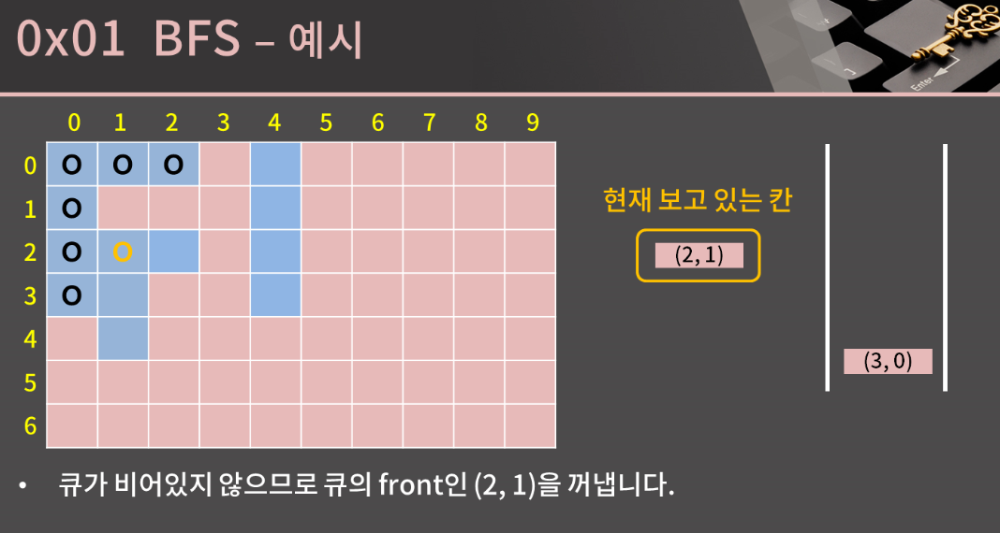 0x01 BFS – 예시
0 1 2 3 4 5 6 7 8 9
0 O O O
1 O
2 O O
3 O
4
5
6
현재 보고 있는 칸
(2, 1)
(3, 0)
• 큐가 비어있지 않으므로 큐의 front인 (2, 1)을 꺼냅니다.
Enter